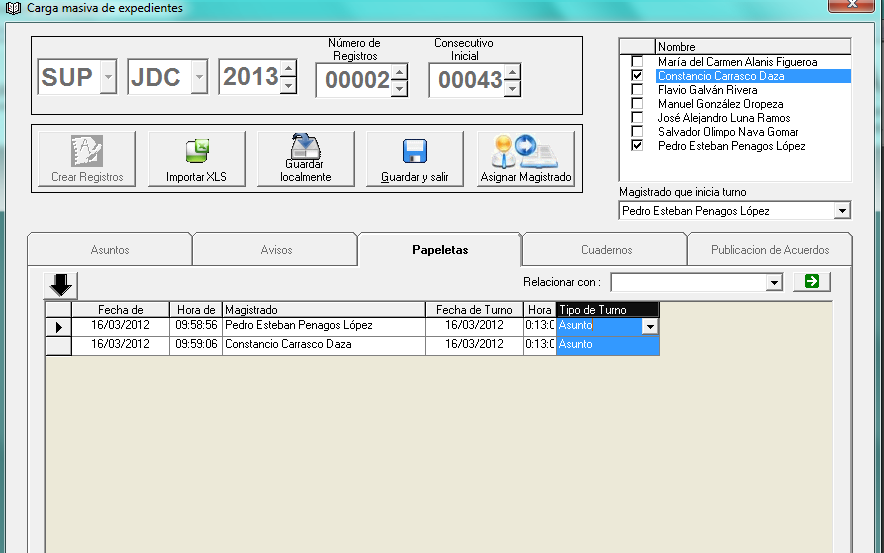 Carga masiva de expedientes
Número de Registros
Consecutivo Inicial
SUP
JDC
2013
00002
00043
Crear Registros
Importar XLS
Guardar localmente
Guardar y salir
Asignar Magistrado
Nombre
María del Carmen Alanis Figueroa
Constancio Carrasco Daza
Flavio Galván Rivera
Manuel González Oropeza
José Alejandro Luna Ramos
Salvador Olimpo Nava Gomar
Pedro Esteban Penagos López
Magistrado que inicia turno
Pedro Esteban Penagos López
Asuntos
Avisos
Papeletas
Cuadernos
Publicacion de Acuerdos
Relacionar con :
Fecha de Hora de Magistrado Fecha de Turno Hora Tipo de Turno
16/03/2012 09:58:56 Pedro Esteban Penagos López 16/03/2012 0:13:0 Asunto
16/03/2012 09:59:06 Constancio Carrasco Daza 16/03/2012 0:13:0 Asunto